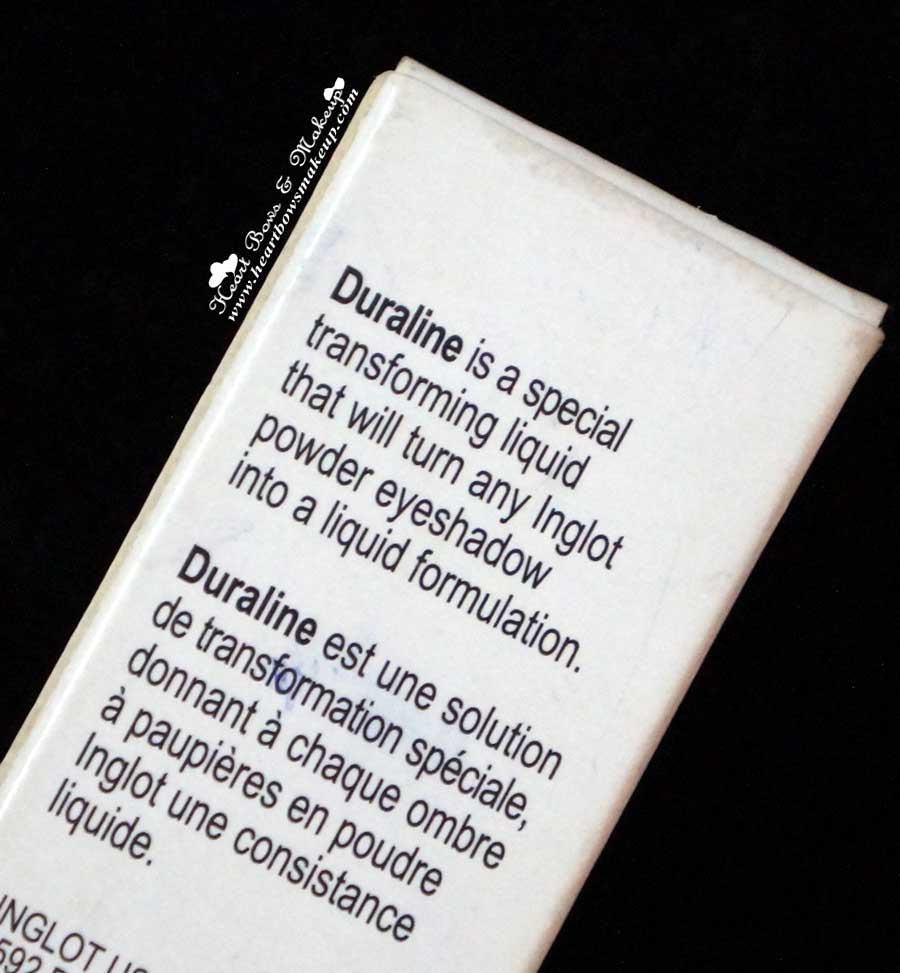 Heart Bows & Makeup
www.heartbowsmakeup.com
Duraline is a special
transforming liquid
that will turn any Inglot
powder eyeshadow
into a liquid formulation.
Duraline est une solution
de transformation spéciale,
donnant à chaque ombre
à paupières en poudre
Inglot une consistance
liquide.
INGLOT
592